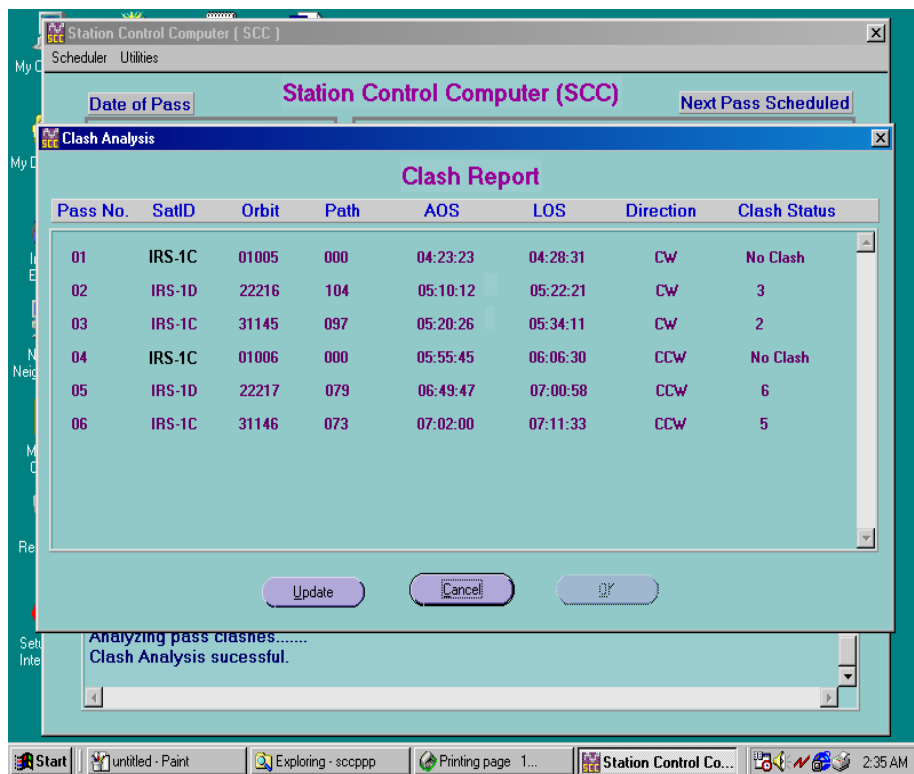 Station Control Computer ( SCC )
Scheduler Utilities
Station Control Computer (SCC)
Date of Pass
Next Pass Scheduled
Clash Analysis
Clash Report
Pass No. SatID Orbit Path AOS LOS Direction Clash Status
01 IRS-1C 01005 000 04:23:23 04:28:31 CW No Clash
02 IRS-1D 22216 104 05:10:12 05:22:21 CW 3
03 IRS-1C 31145 097 05:20:26 05:34:11 CW 2
04 IRS-1C 01006 000 05:55:45 06:06:30 CCW No Clash
05 IRS-1D 22217 079 06:49:47 07:00:58 CCW 6
06 IRS-1C 31146 073 07:02:00 07:11:33 CCW 5
Update Cancel OK
Analyzing pass clashes.......
Clash Analysis sucessful.
Start untitled - Paint Exploring - sccppp Printing page 1... Station Control Co... 2:35 AM